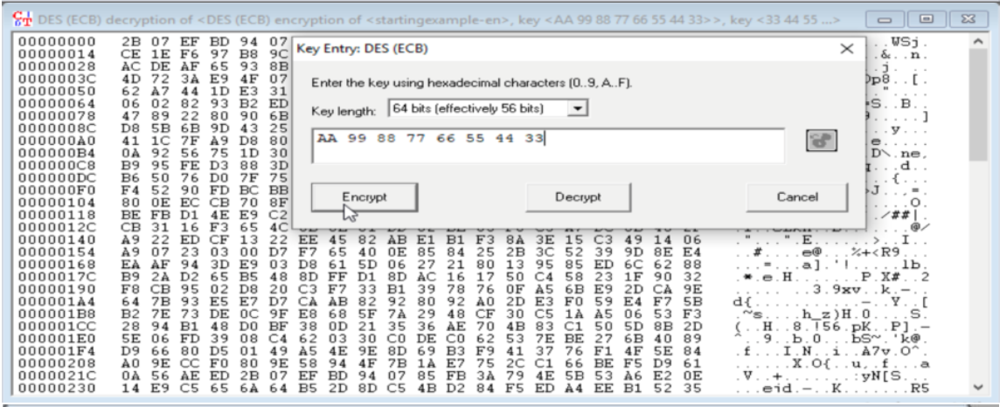 DES (ECB) decryption of <DES (ECB) encryption of <startingexample-en>, key <AA 99 88 77 66 55 44 33>>, key <33 44 55 ...>
00000000 2B 07 EF BD 94 07 WSj.
00000014 CE 1E F6 97 B8 9C .&..n.
00000028 AC DE AF 65 93 8B .j.
0000003C 4D 72 3A E9 4F 07 p8..[.
00000050 62 A7 44 1D E3 31
00000064 06 02 82 93 B2 ED *S..B..
00000078 47 89 22 80 90 6B ]
0000008C D8 5B 6B 9D 43 25 .y...
000000A0 41 1C 7F A9 D8 80 e.
000000B4 0A 92 56 75 1D 30 D\.ne,
000000C8 B9 95 FE D3 88 3D ..d..
000000DC B6 50 76 D0 7F 75 .{...
000000F0 F4 52 90 FD BC BB J..=
00000104 80 0E EC CB 70 8F O.
00000118 BE FB D1 4E E9 C2 ./##|.
0000012C CB 31 16 F3 65 4C
Key Entry: DES (ECB)
Enter the key using hexadecimal characters (0..9, A..F).
Key length: 64 bits (effectively 56 bits)
AA 99 88 77 66 55 44 33
Encrypt Decrypt Cancel
00000140 A9 22 ED CF 13 22 EE 45 82 AB E1 B1 F3 8A 3E 15 C3 49 14 06 ."..." .E......>..I..
00000154 A9 07 23 03 00 D7 F7 65 40 0E 85 84 25 2B 3C 52 39 9D 8E E4 ..#....e@...%+<R9...
00000168 EA AF 94 3D E9 03 D8 61 5D 06 27 21 80 13 95 85 ED 6C 62 88 ...=...a].'!.....lb.
0000017C B9 2A D2 65 B5 48 8D FF D1 8D AC 16 17 50 C4 58 23 1F 90 32 .*.e.H.......P.X#..2
00000190 F8 CB 95 02 D8 20 C3 F7 33 B1 39 78 76 0F A5 6B E9 2D CA 9E ..... ..3.9xv..k.-..
000001A4 64 7B 93 E5 E7 D7 CA AB 82 92 80 92 A0 2D E3 F0 59 E4 F7 5B d{...........-..Y..[
000001B8 B2 7E 73 DE 0C 9F E8 68 5F 7A 29 48 CF 30 C5 1A A5 06 53 F3 .~s....h_z)H.0....S.
000001CC 28 94 B1 48 D0 BF 38 0D 21 35 36 AE 70 4B 83 C1 50 5D 8B 2D (..H..8.!56.pK..P].-
000001E0 5E 06 FD 39 08 C4 62 03 30 C0 DE C0 62 53 7E BE 27 6B 40 89 ^..9..b.0...bS~.'k@.
000001F4 D9 66 80 D5 01 49 A5 4E 9E 8D 69 B3 F9 41 37 76 F1 4F 5E 84 .f...I.N..i..A7v.O^.
00000208 A0 9E CC F0 80 9E 58 94 4F 7B 1A E7 75 2C C1 66 BE F5 D9 61 ......X.O{..u,.f...a
0000021C 0A 56 AE ED 2B 07 EF BD 94 07 85 FB 3A 79 4E 5B 53 A6 E2 0E .V..+.......:yN[S...
00000230 14 E9 C5 65 6A 64 B5 2D 8D C5 4B D2 84 F5 ED A4 EE B1 52 35 ...ejd.-..K.......R5